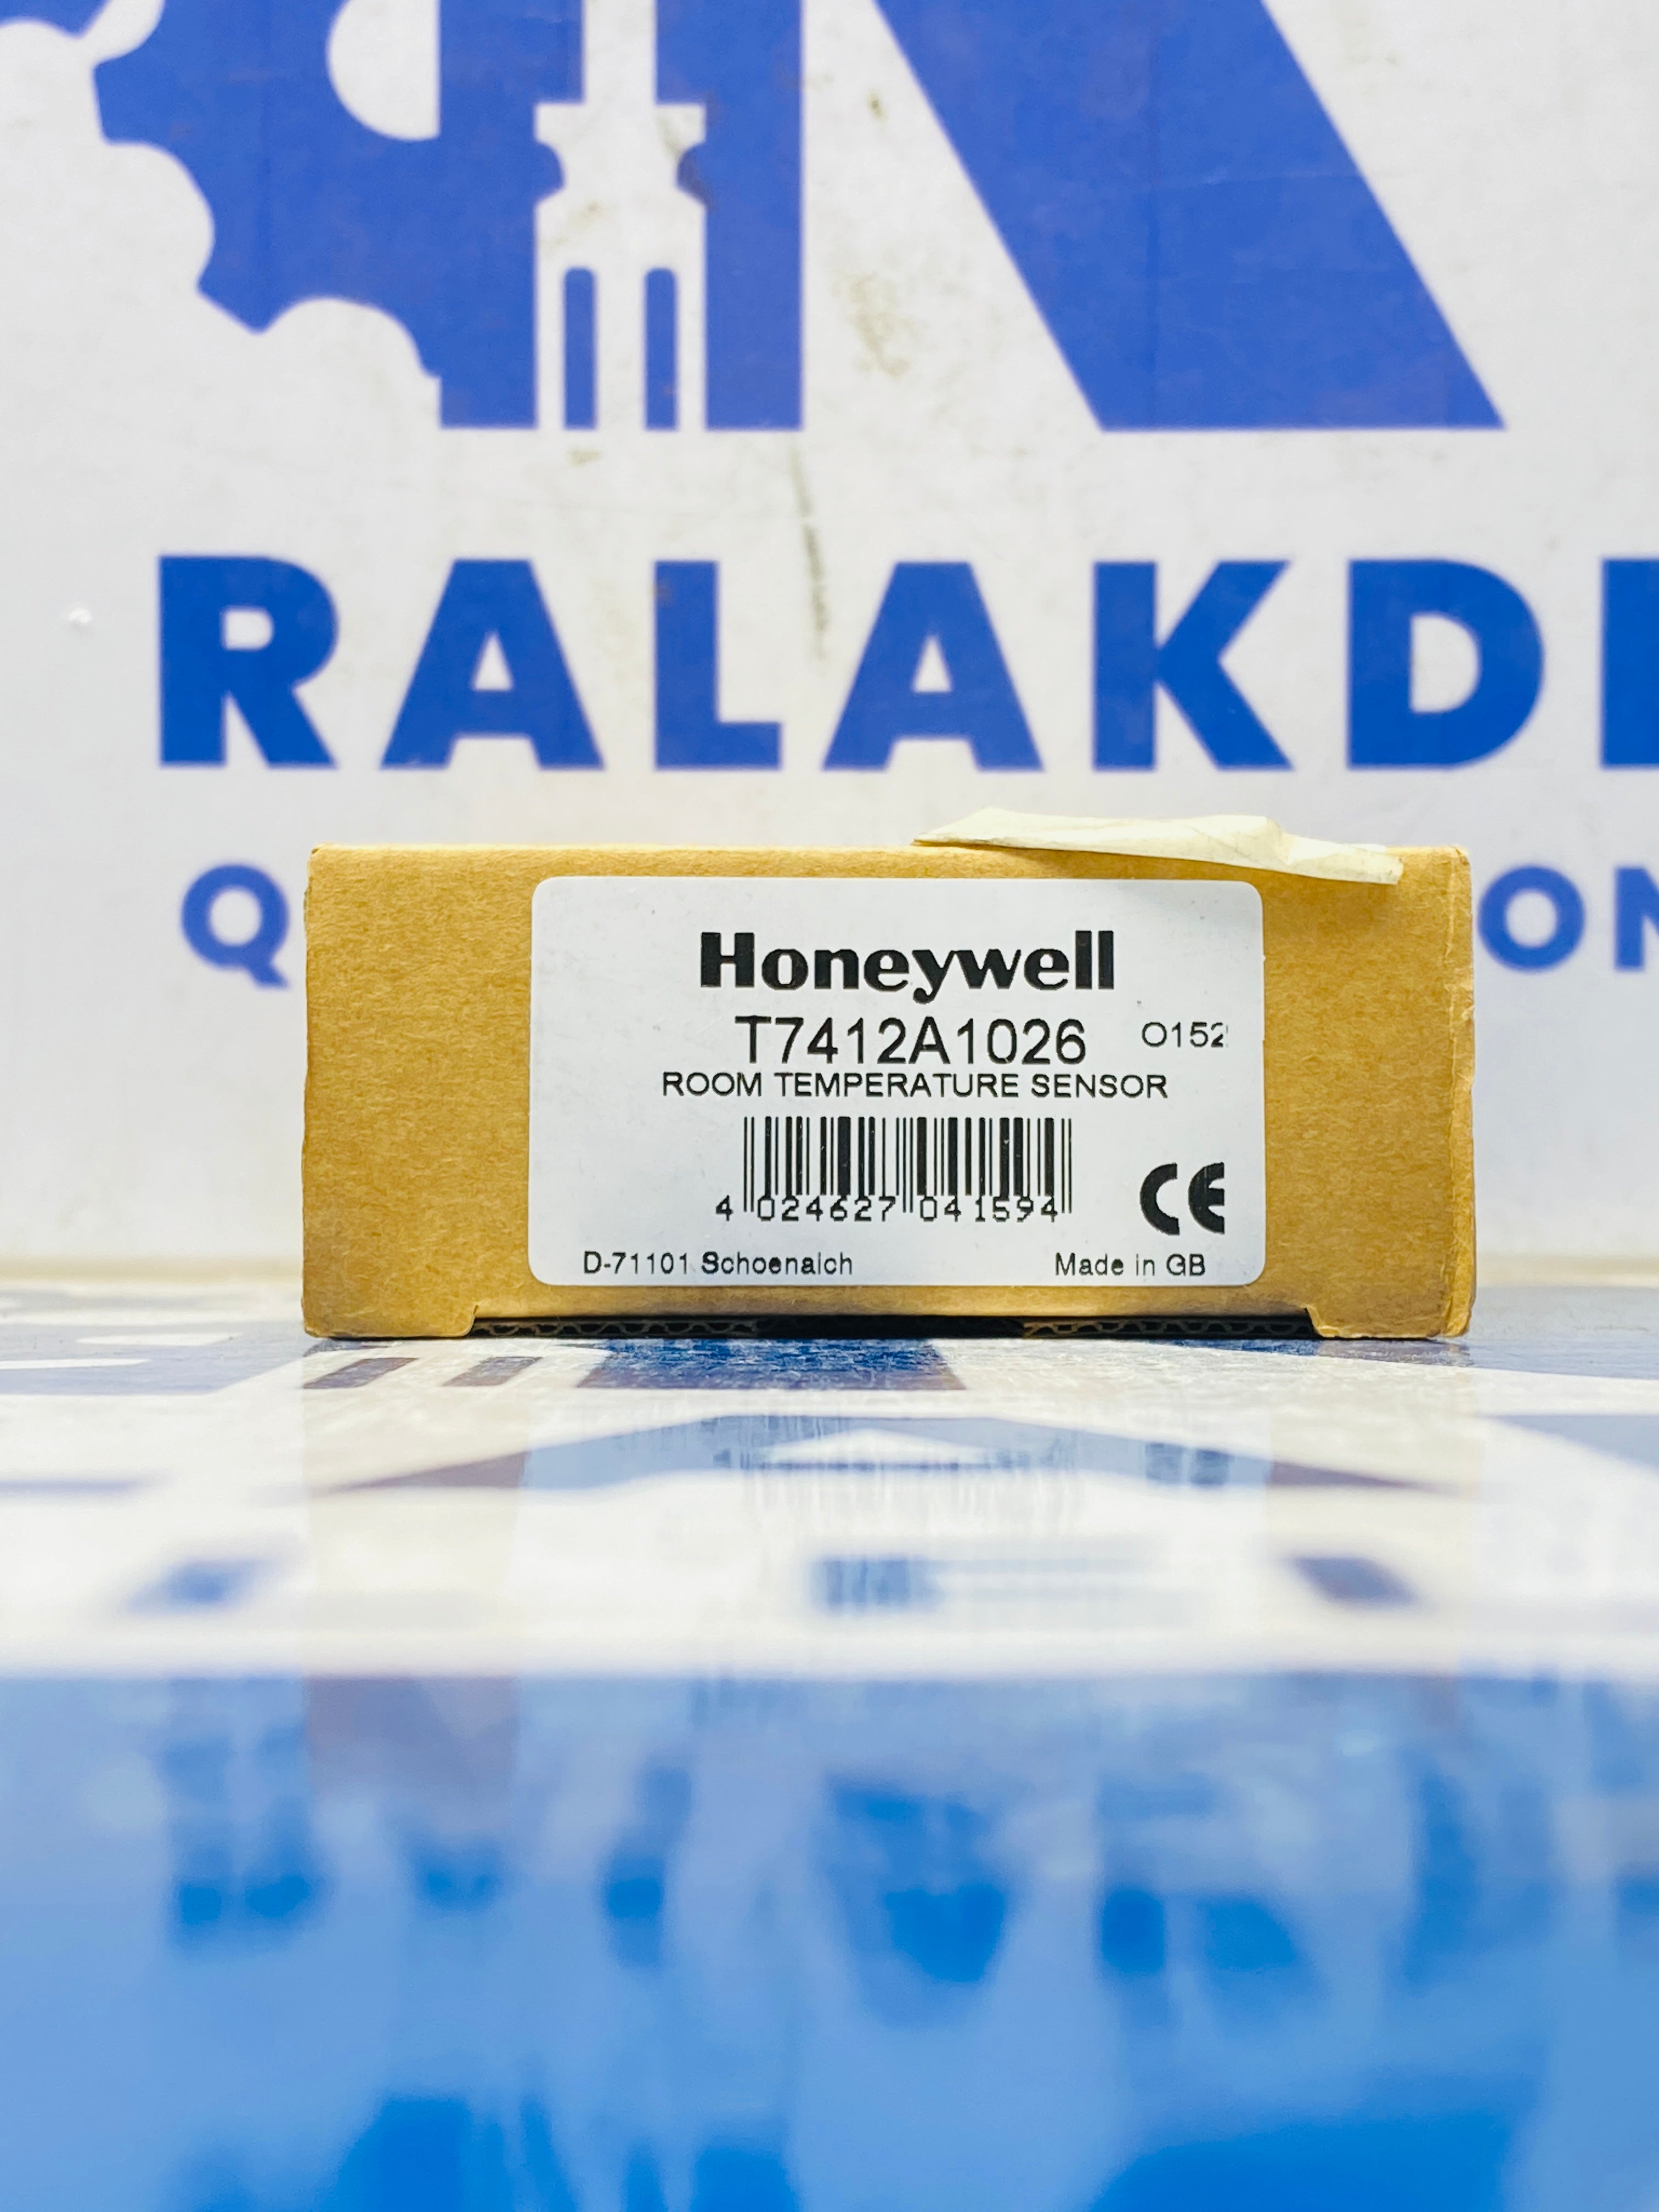 RALAKD
Honeywell
T7412A1026 O152
ROOM TEMPERATURE SENSOR
4 024627 041594
CE
D-71101 Schoenaich
Made in GB